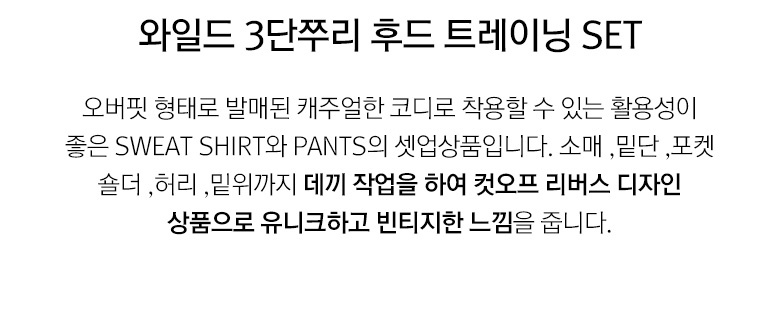 와일드 3단쭈리 후드 트레이닝 SET
오버핏 형태로 발매된 캐주얼한 코디로 착용할 수 있는 활용성이
좋은 SWEAT SHIRT와 PANTS의 셋업상품입니다. 소매 ,밑단 ,포켓
숄더 ,허리 ,밑위까지 데끼 작업을 하여 컷오프 리버스 디자인
상품으로 유니크하고 빈티지한 느낌을 줍니다.